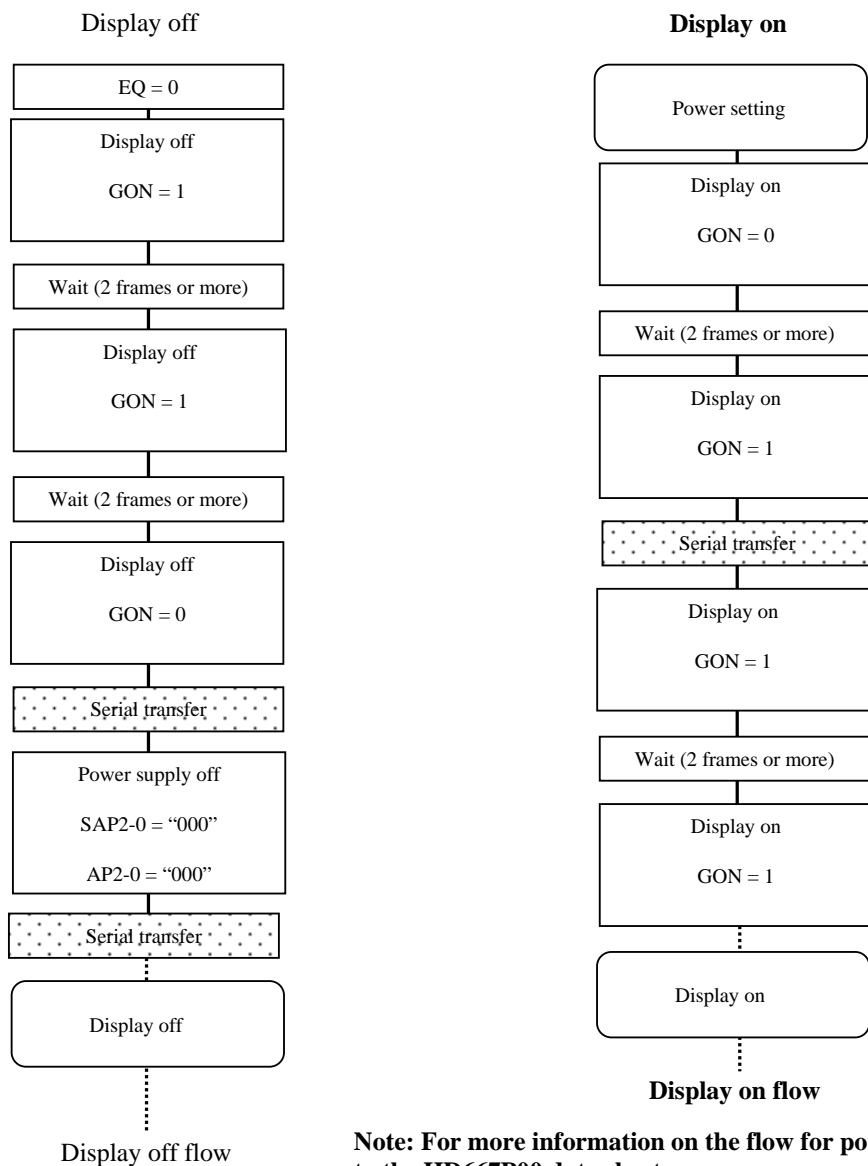 Display off
EQ = 0
Display off
GON = 1
Wait (2 frames or more)
Display off
GON = 1
Wait (2 frames or more)
Display off
GON = 0
Serial transfer
Power supply off
SAP2-0 = “000”
AP2-0 = “000”
Serial transfer
Display off
Display off flow
Display on
Power setting
Display on
GON = 0
Wait (2 frames or more)
Display on
GON = 1
Serial transfer
Display on
GON = 1
Wait (2 frames or more)
Display on
GON = 1
Display on
Display on flow
Note: For more information on the flow for
to the